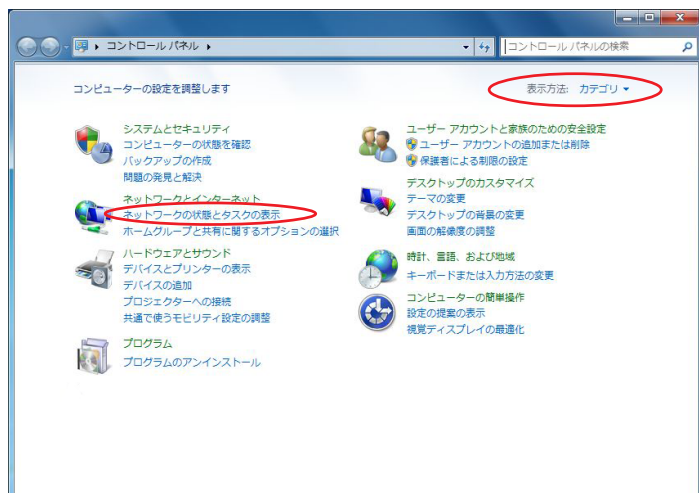 コントロール パネル
コントロール パネルの検索
コンピューターの設定を調整します
表示方法: カテゴリ
システムとセキュリティ
コンピューターの状態を確認
バックアップの作成
問題の発見と解決
ネットワークとインターネット
ネットワークの状態とタスクの表示
ホームグループと共有に関するオプションの選択
ハードウェアとサウンド
デバイスとプリンターの表示
デバイスの追加
プロジェクターへの接続
共通で使うモビリティ設定の調整
プログラム
プログラムのアンインストール
ユーザー アカウントと家族のための安全設定
ユーザー アカウントの追加または削除
保護者による制限の設定
デスクトップのカスタマイズ
テーマの変更
デスクトップの背景の変更
画面の解像度の調整
時計、言語、および地域
キーボードまたは入力方法の変更
コンピューターの簡単操作
設定の提案の表示
視覚ディスプレイの最適化